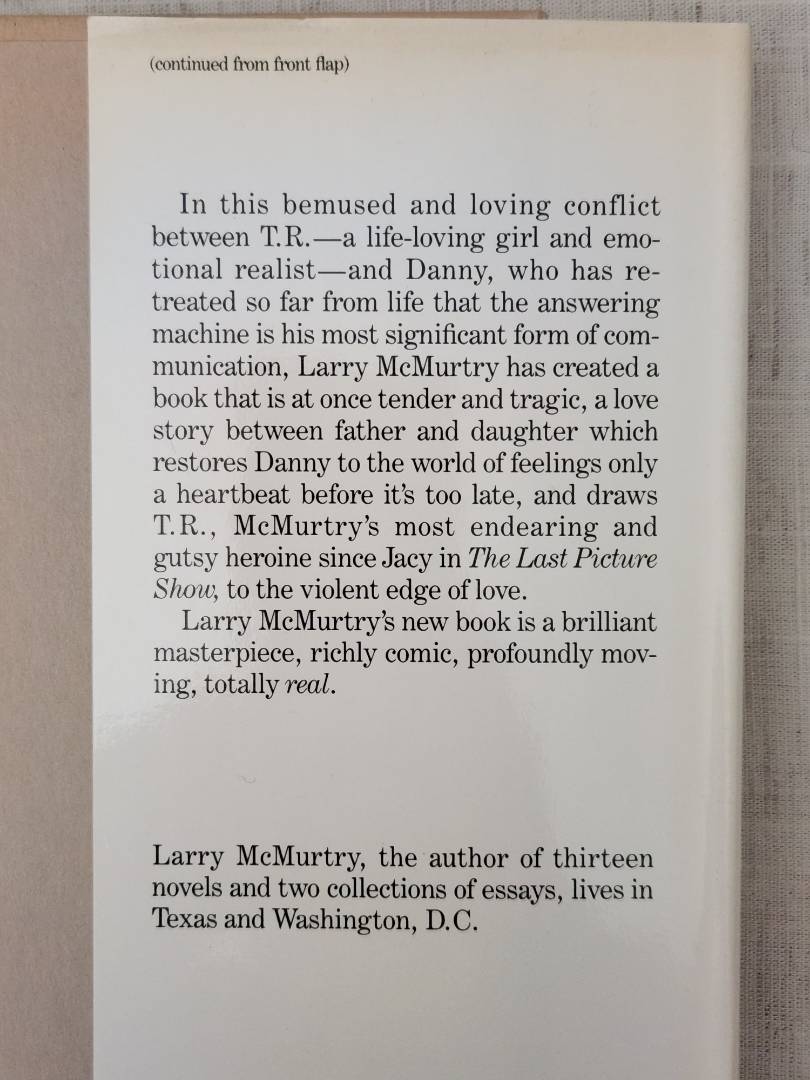 (continued from front flap)
In this bemused and loving conflict
between T.R.—a life-loving girl and emo-
tional realist—and Danny, who has re-
treated so far from life that the answering
machine is his most significant form of com-
munication, Larry McMurtry has created a
book that is at once tender and tragic, a love
story between father and daughter which
restores Danny to the world of feelings only
a heartbeat before it's too late, and draws
T.R., McMurtry's most endearing and
gutsy heroine since Jacy in The Last Picture
Show, to the violent edge of love.
Larry McMurtry's new book is a brilliant
masterpiece, richly comic, profoundly mov-
ing, totally real.
Larry McMurtry, the author of thirteen
novels and two collections of essays, lives in
Texas and Washington, D.C.